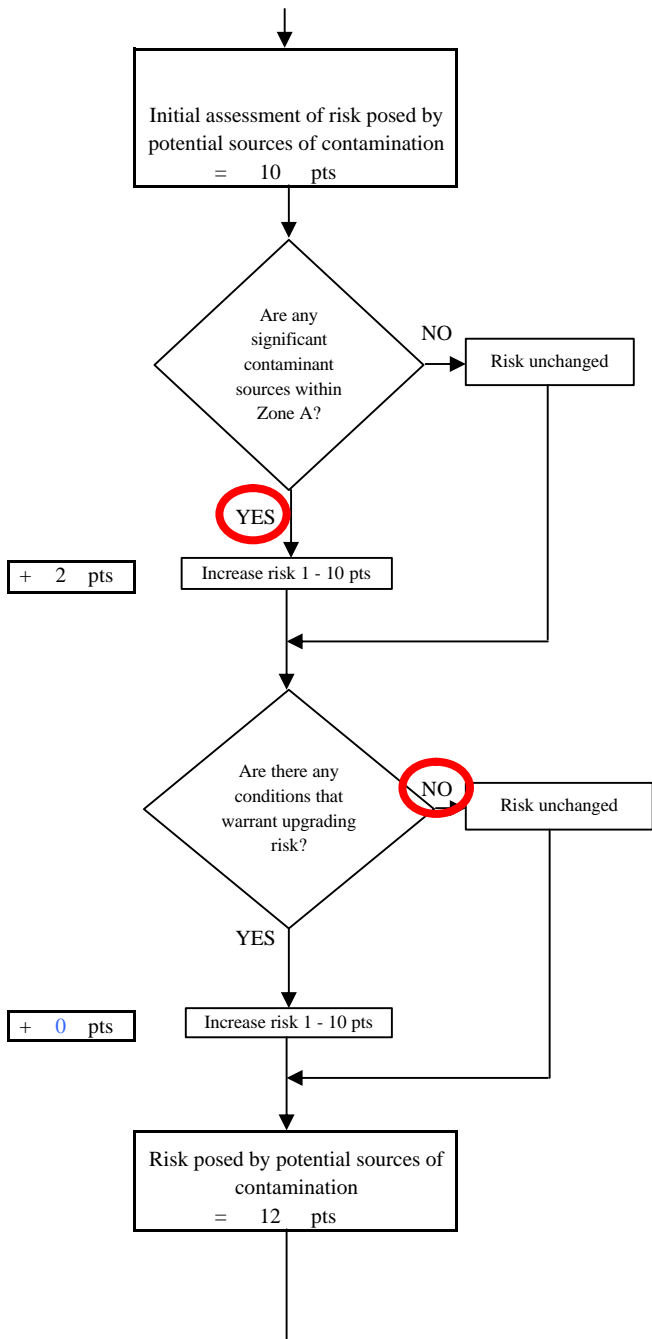 Initial assessment of risk posed by
potential sources of contamination
= 10 pts
Are any
significant
contaminant
sources within
Zone A?
NO
Risk unchanged
YES
+ 2 pts
Increase risk 1 - 10 pts
Are there any
conditions that
warrant upgrading
risk?
NO
Risk unchanged
YES
+ 0 pts
Increase risk 1 - 10 pts
Risk posed by potential sources of
contamination
= 12 pts